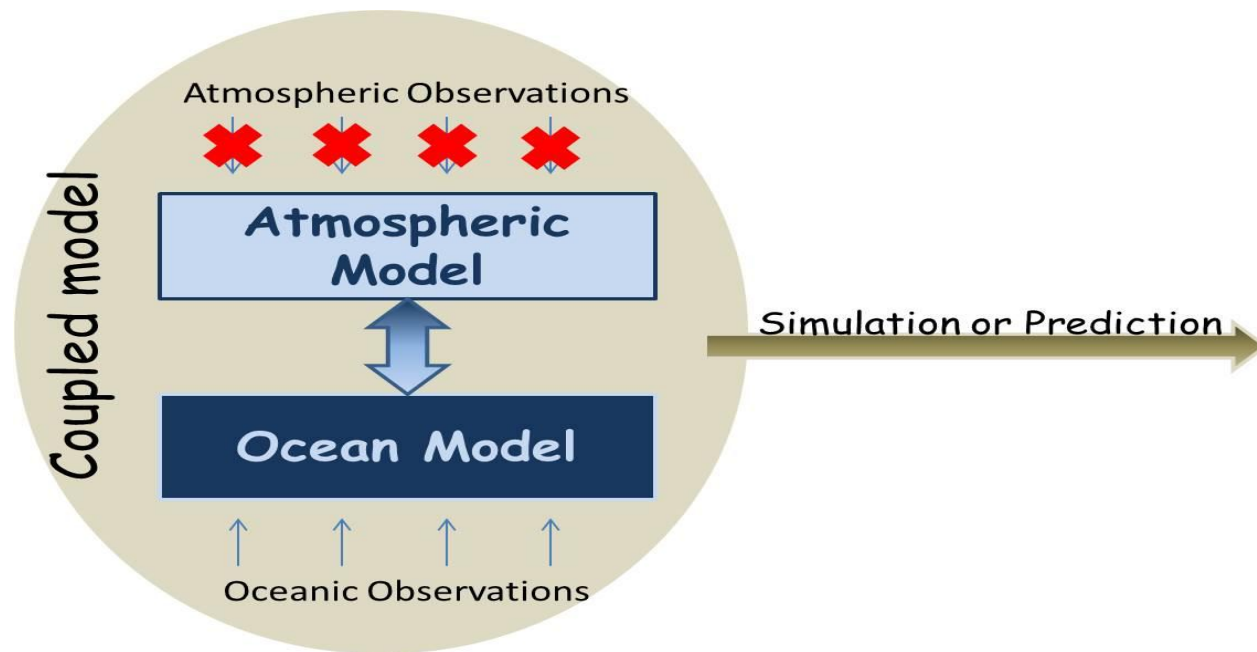 Atmospheric Observations
Atmospheric
Model
Coupled model
Simulation or Prediction
Ocean Model
Oceanic Observations